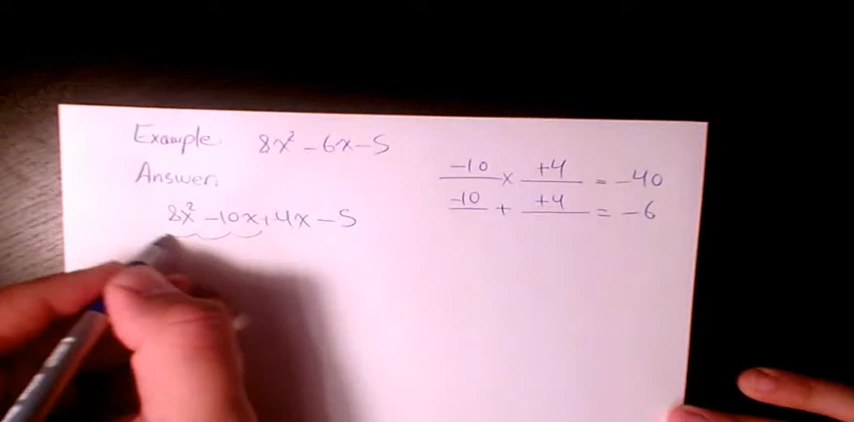 Example: 8x² - 6x - 5
Answer:
8x² - 10x + 4x - 5
-10 × +4 = -40
-10 + +4 = -6